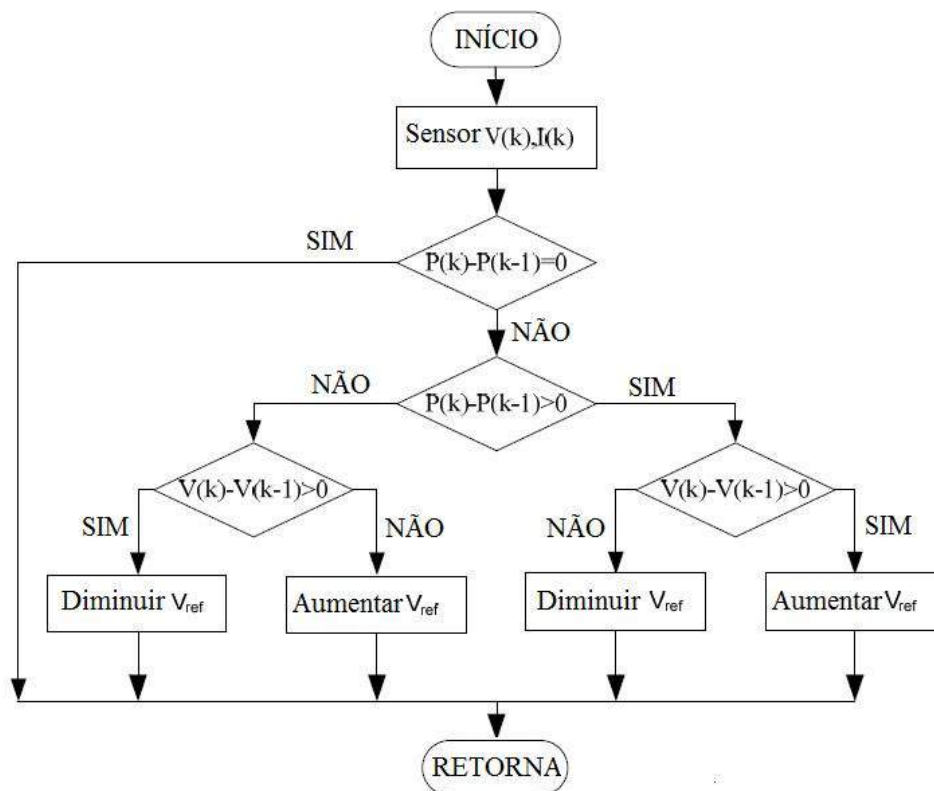 INÍCIO
Sensor V(k),I(k)
SIM
P(k)-P(k-1)=0
NÃO
NÃO
P(k)-P(k-1)>0
SIM
V(k)-V(k-1)>0
V(k)-V(k-1)>0
SIM
NÃO
NÃO
SIM
Diminuir Vref
Aumentar Vref
Diminuir Vref
Aumentar Vref
RETORNA